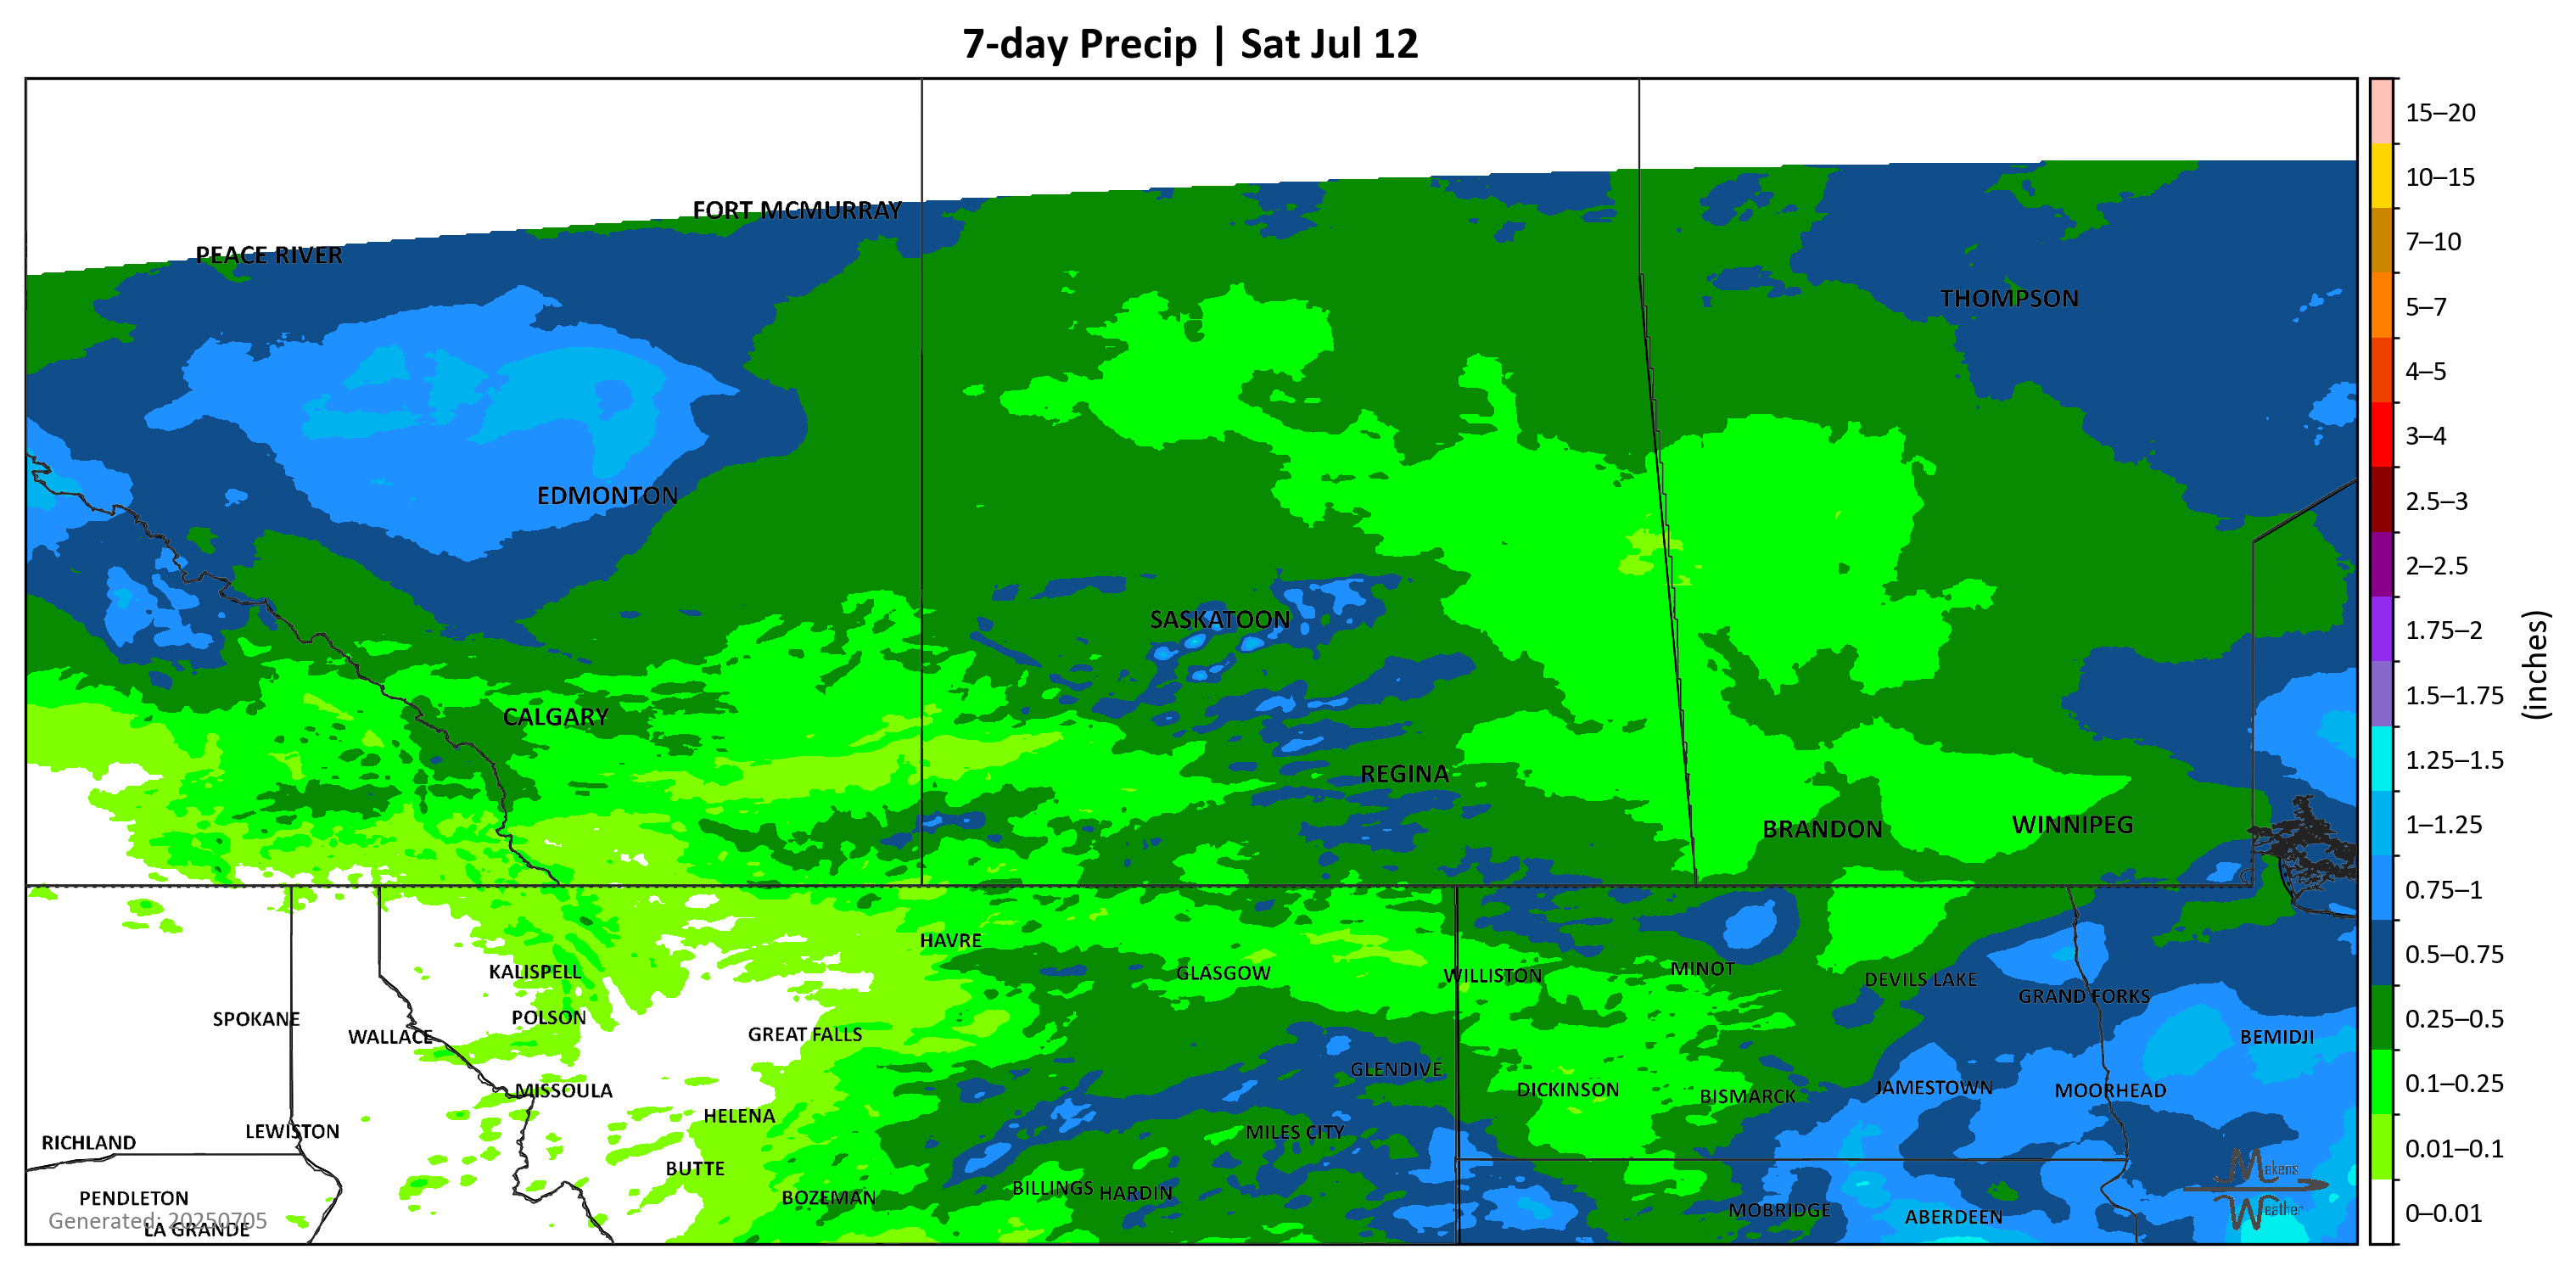 7-day Precip | Sat Jul 12
15–20
10–15
7–10
5–7
4–5
3–4
2.5–3
2–2.5
1.75–2
1.5–1.75
1.25–1.5
1–1.25
0.75–1
0.5–0.75
0.25–0.5
0.1–0.25
0.01–0.1
0–0.01
(inches)
FORT MCMURRAY
PEACE RIVER
THOMPSON
EDMONTON
SASKATOON
CALGARY
REGINA
BRANDON
WINNIPEG
HAVRE
KALISPELL
GLASGOW
WILLISTON
MINOT
DEVILS LAKE
GRAND FORKS
SPOKANE
POLSON
WALLACE
GREAT FALLS
BEMIDJI
GLENDIVE
MISSOULA
DICKINSON
BISMARCK
JAMESTOWN
MOORHEAD
HELENA
RICHLAND
LEWISTON
MILES CITY
BUTTE
PENDLETON
BOZEMAN
BILLINGS
HARDIN
MOBRIDGE
ABERDEEN
Generated: 20250705
LA GRANDE
Makens
Weather